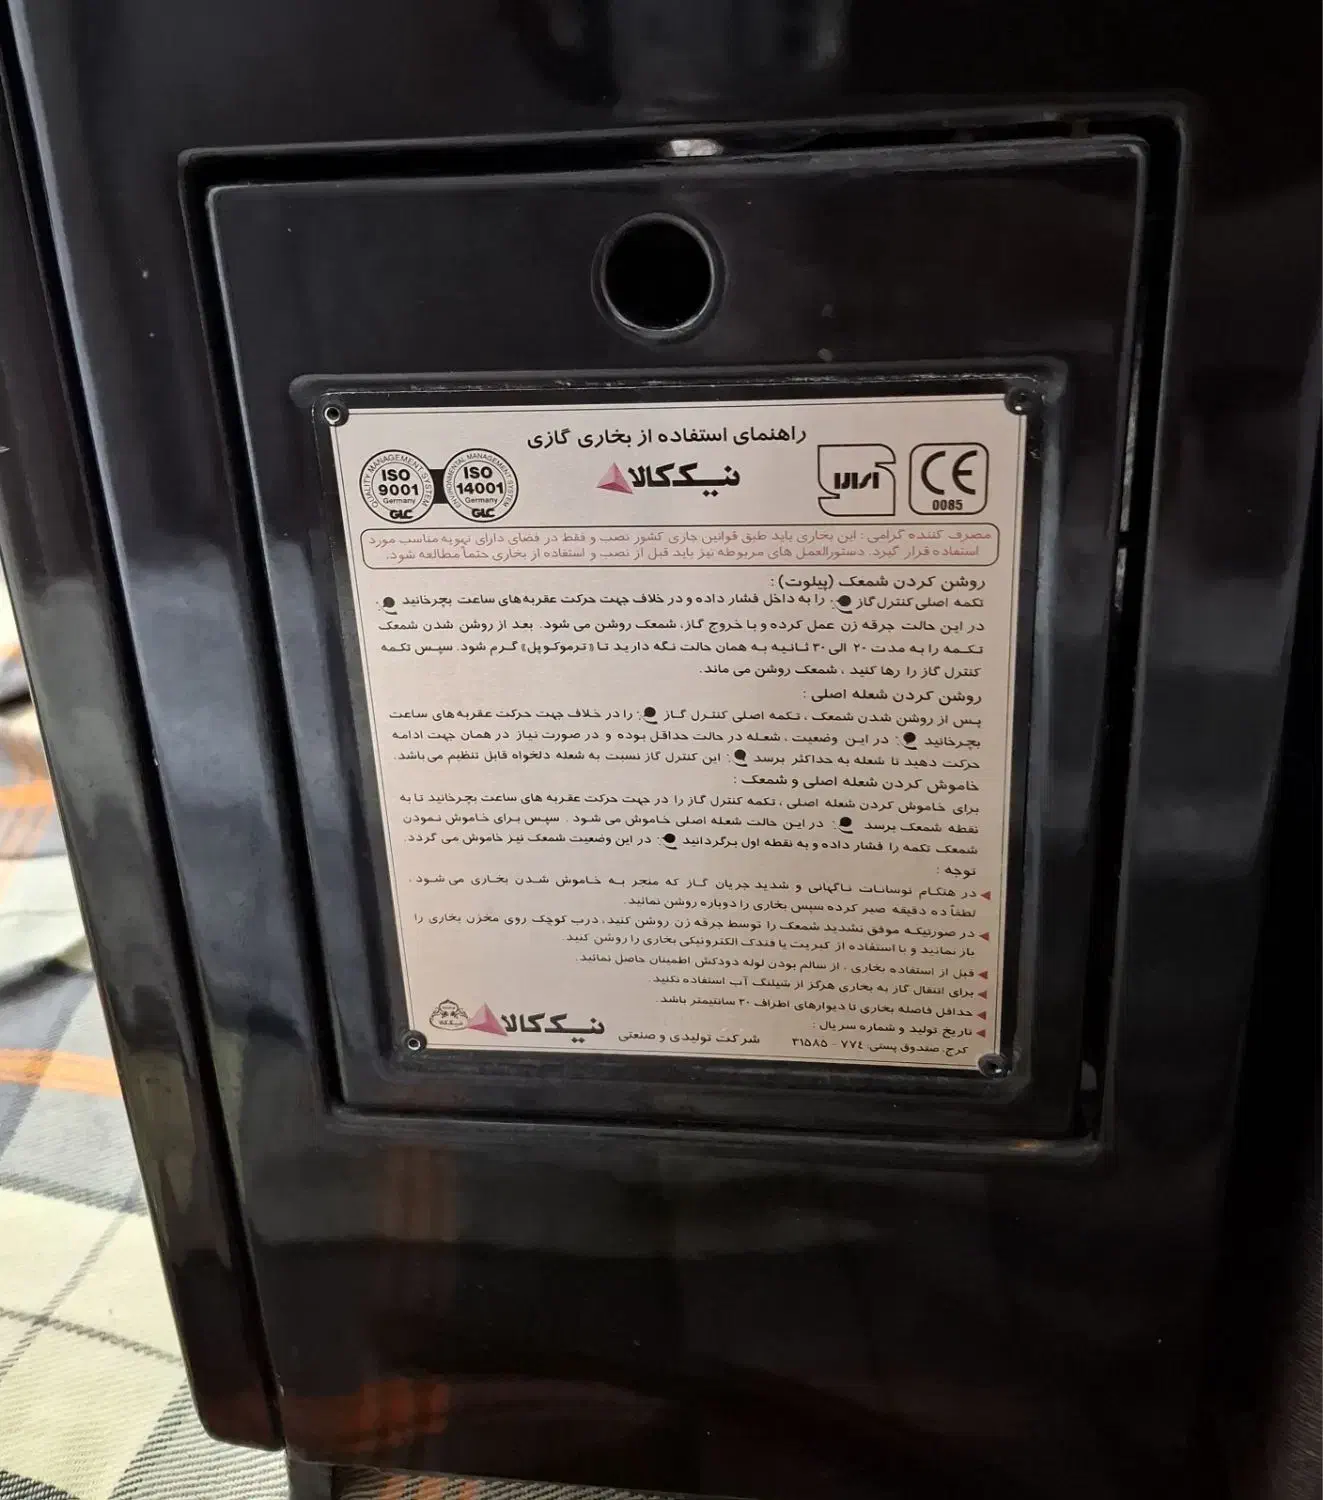 راهنمای استفاده از بخاری گازی
نیک کالا
ISO 9001 Germany GLC
QUALITY MANAGEMENT SYSTEM
ISO 14001 Germany GLC
ENVIRONMENTAL MANAGEMENT SYSTEM
CE
0085
مصرف کننده گرامی : این بخاری باید طبق قوانین جاری کشور نصب و فقط در فضای دارای تهویه مناسب مورد
استفاده قرار گیرد. دستورالعمل های مربوطه نیز باید قبل از نصب و استفاده از بخاری حتماً مطالعه شود.
روشن کردن شمعک (پیلوت) :
تکمه اصلی کنترل گاز را به داخل فشار داده و در خلاف جهت حرکت عقربه های ساعت بچرخانید
در این حالت جرقه زن عمل کرده و با خروج گاز، شمعک روشن می شود. بعد از روشن شدن شمعک
تکمه را به مدت ۲۰ الی ۳۰ ثانیه به همان حالت نگه دارید تا «ترموکوپل» گرم شود. سپس تکمه
کنترل گاز را رها کنید ، شمعک روشن می ماند.
روشن کردن شعله اصلی :
پس از روشن شدن شمعک ، تکمه اصلی کنترل گاز را در خلاف جهت حرکت عقربه های ساعت
بچرخانید در این وضعیت ، شعله در حالت حداقل بوده و در صورت نیاز در همان جهت ادامه
حرکت دهید تا شعله به حداکثر برسد این کنترل گاز نسبت به شعله دلخواه قابل تنظیم می باشد.
خاموش کردن شعله اصلی و شمعک :
برای خاموش کردن شعله اصلی ، تکمه کنترل گاز را در جهت حرکت عقربه های ساعت بچرخانید تا به
نقطه شمعک برسد در این حالت شعله اصلی خاموش می شود . سپس برای خاموش نمودن
شمعک تکمه را فشار داده و به نقطه اول برگردانید در این وضعیت شمعک نیز خاموش می گردد.
توجه :
در هنگام نوسانات ناگهانی و شدید جریان گاز که منجر به خاموش شدن بخاری می شود ،
لطفاً ده دقیقه صبر کرده سپس بخاری را دوباره روشن نمائید.
در صورتیکه موفق نشدید شمعک را توسط جرقه زن روشن کنید، درب کوچک روی مخزن بخاری را
باز نمائید و با استفاده از کبریت یا فندک الکترونیکی بخاری را روشن کنید.
قبل از استفاده بخاری ، از سالم بودن لوله دودکش اطمینان حاصل نمائید.
برای انتقال گاز به بخاری هرگز از شیلنگ آب استفاده نکنید.
حداقل فاصله بخاری تا دیوارهای اطراف ۳۰ سانتیمتر باشد.
تاریخ تولید و شماره سریال :
کرج، صندوق پستی: ۷۷٤ - ۳۱۵۸۵
شرکت تولیدی و صنعتی نیک کالا